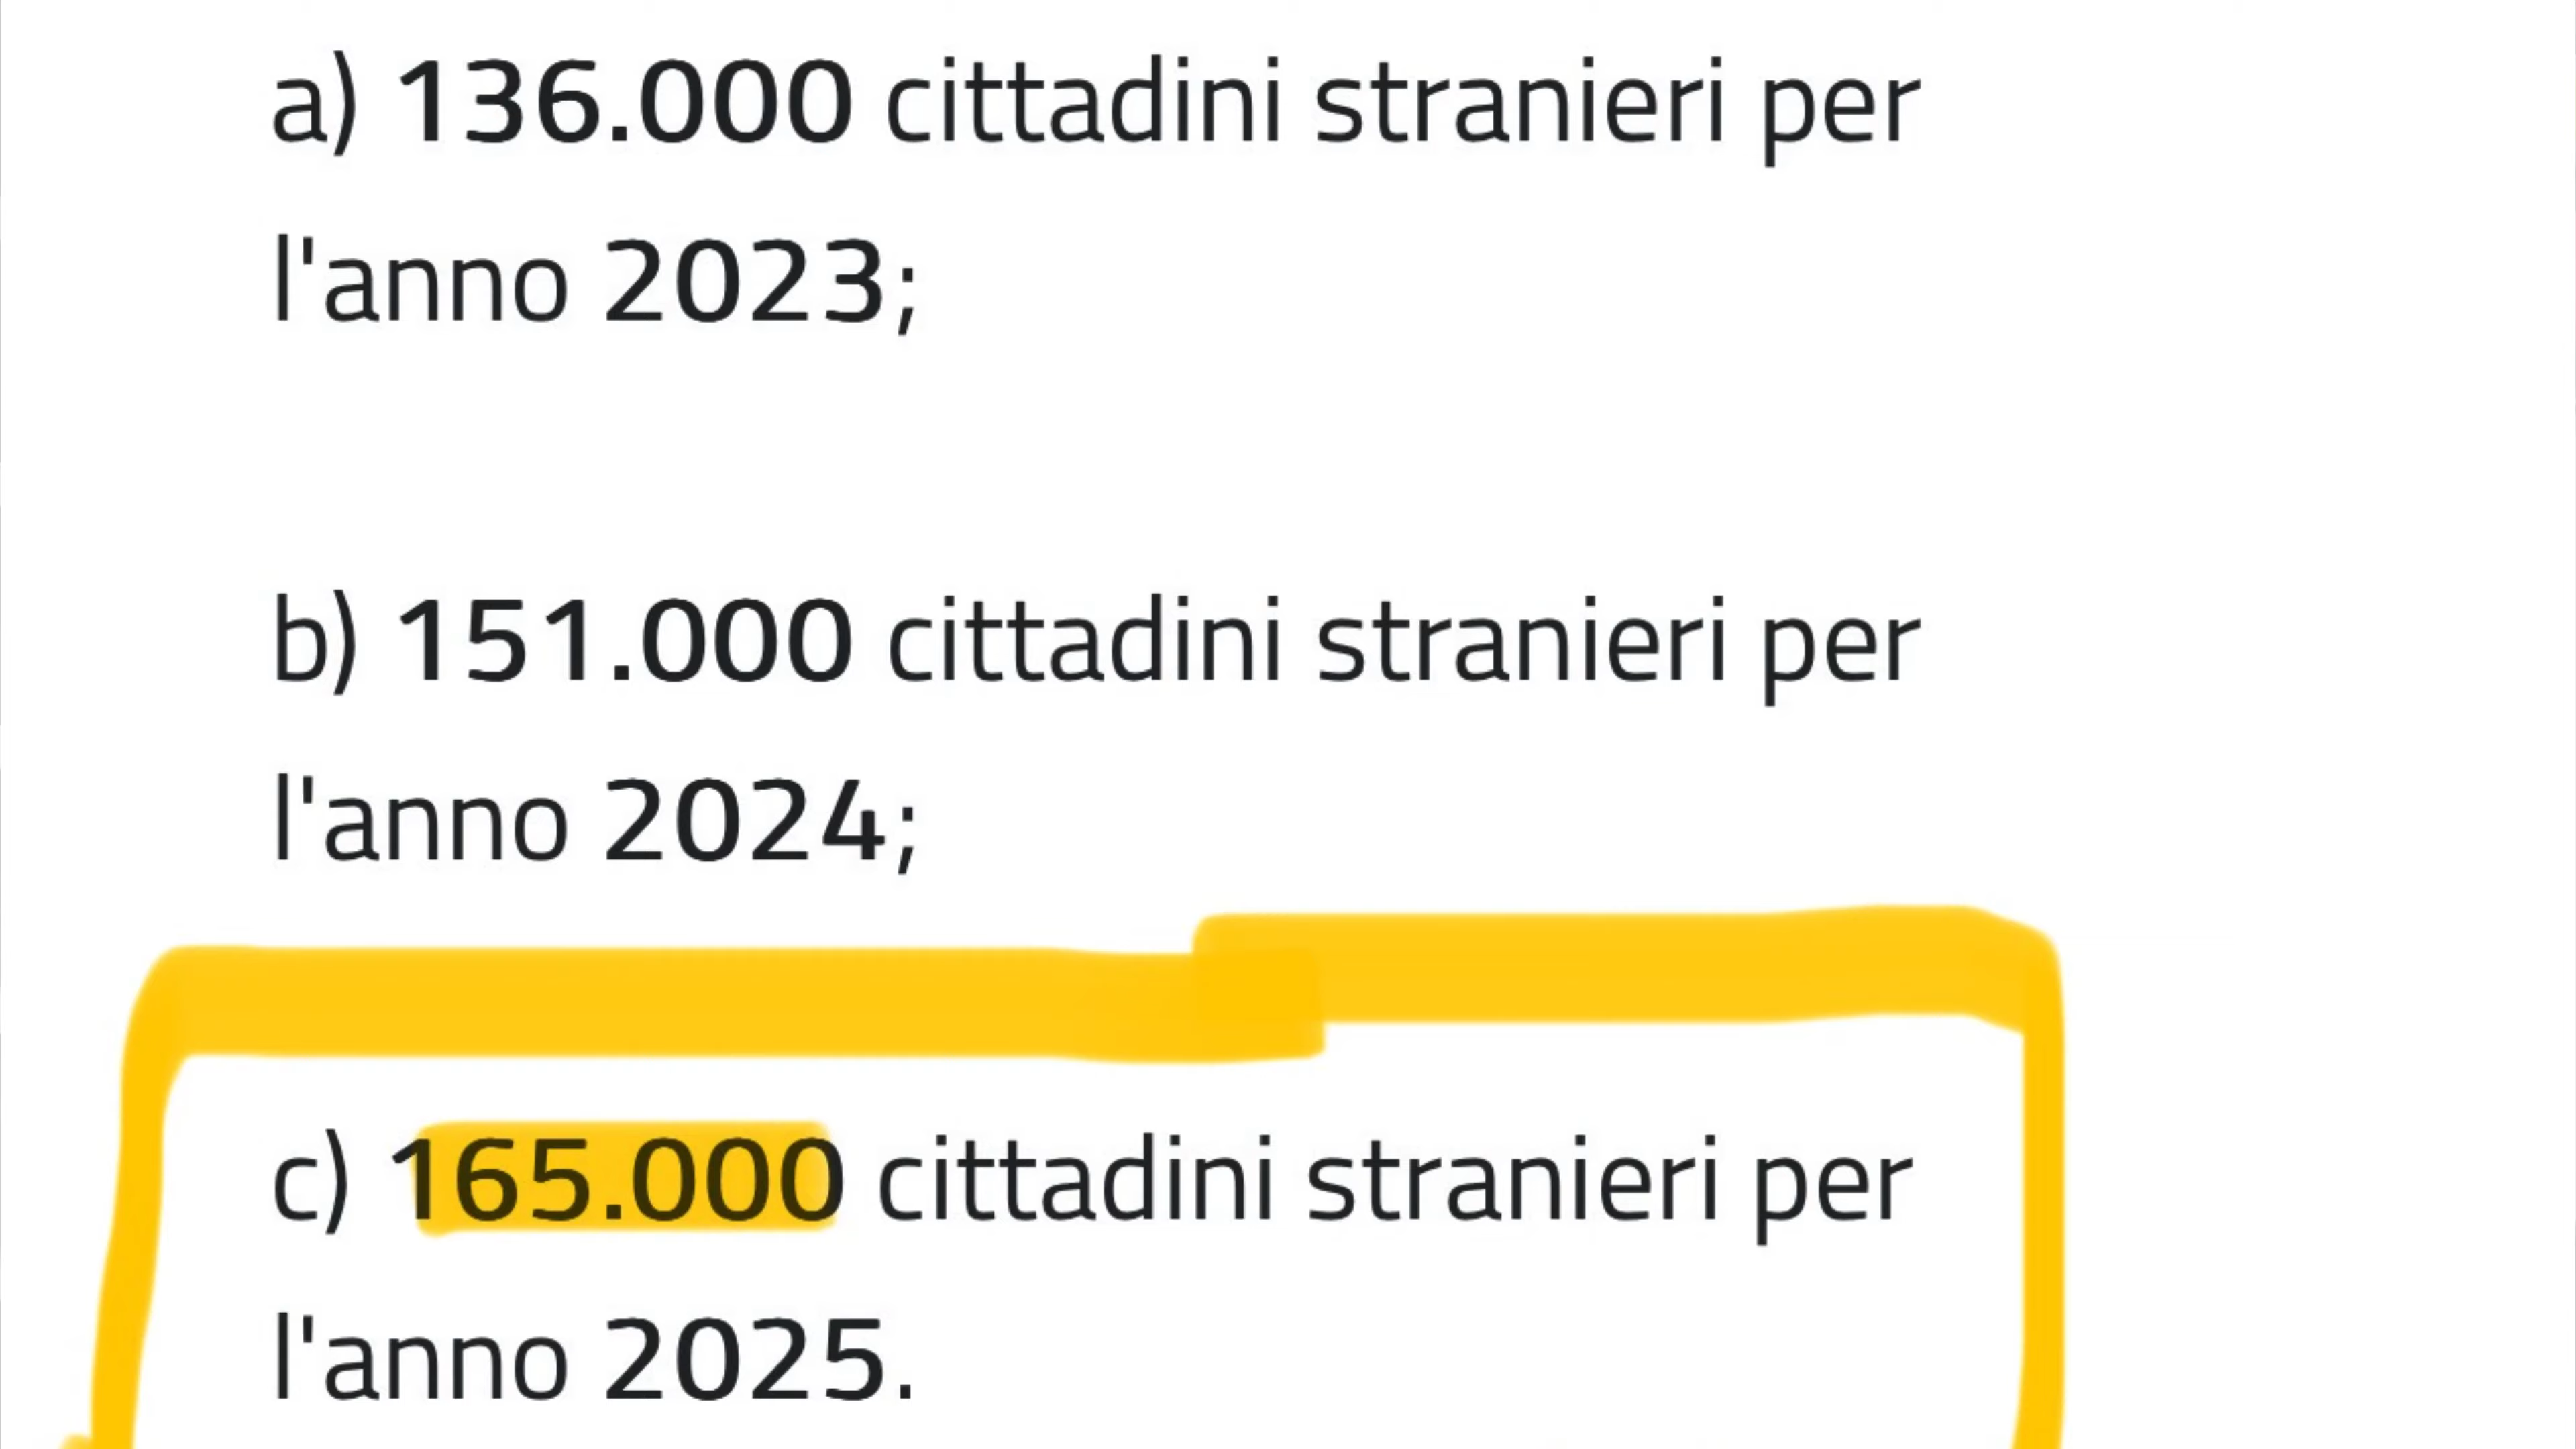 a) 136.000 cittadini stranieri per
l'anno 2023;
b) 151.000 cittadini stranieri per
l'anno 2024;
c) 165.000 cittadini stranieri per
l'anno 2025.